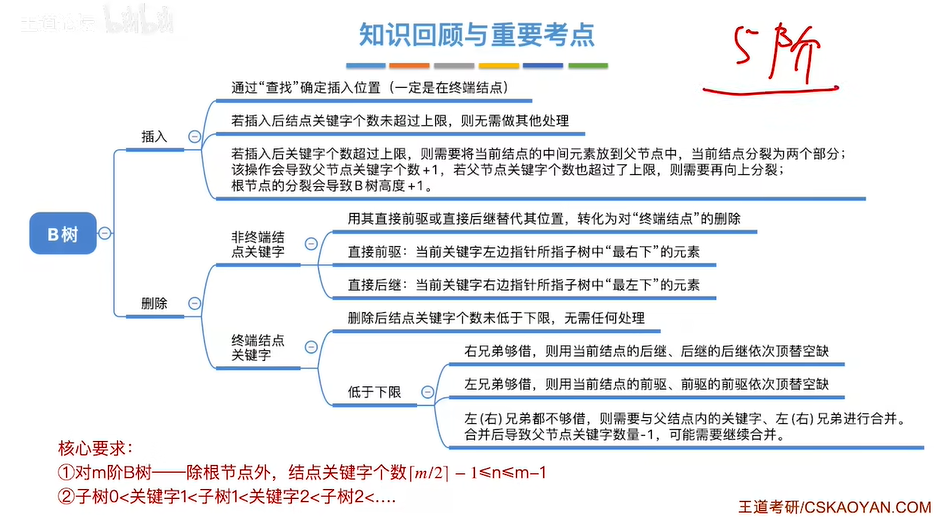 王道论坛 bilibili
知识回顾与重要考点
5阶
通过“查找”确定插入位置（一定是在终端结点）
若插入后结点关键字个数未超过上限，则无需做其他处理
插入
若插入后关键字个数超过上限，则需要将当前结点的中间元素放到父节点中，当前结点分裂为两个部分；
该操作会导致父节点关键字个数+1，若父节点关键字个数也超过了上限，则需要再向上分裂；
根节点的分裂会导致B树高度+1。
B树
用其直接前驱或直接后继替代其位置，转化为对“终端结点”的删除
非终端结
点关键字
直接前驱：当前关键字左边指针所指子树中“最右下”的元素
直接后继：当前关键字右边指针所指子树中“最左下”的元素
删除
删除后结点关键字个数未低于下限，无需任何处理
终端结点
关键字
右兄弟够借，则用当前结点的后继、后继的后继依次顶替空缺
低于下限
左兄弟够借，则用当前结点的前驱、前驱的前驱依次顶替空缺
左(右)兄弟都不够借，则需要与父结点内的关键字、左(右)兄弟进行合并。
合并后导致父节点关键字数量-1，可能需要继续合并。
核心要求：
①对m阶B树——除根节点外，结点关键字个数⌈m/2⌉−1≤n≤m−1
②子树0<关键字1<子树1<关键字2<子树2<....
王道考研/CSKAOYAN.COM